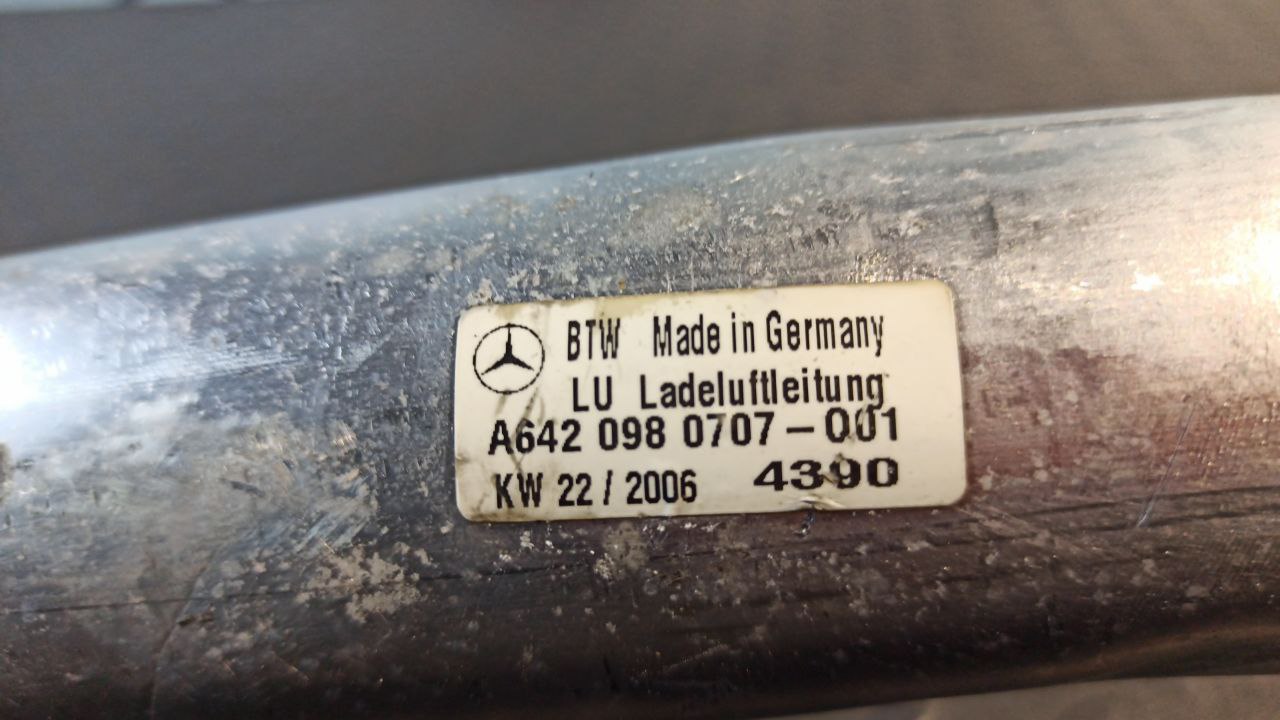 BTW Made in Germany
LU Ladeluftleitung
A642 098 0707-001
KW 22 / 2006 4390